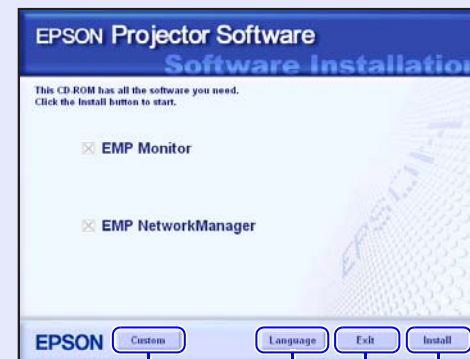 EPSON Projector Software
Software Installation
This CD-ROM has all the software you need.
Click the Install button to start.
EMP Monitor
EMP NetworkManager
EPSON
EPSON Custom Language Exit Install